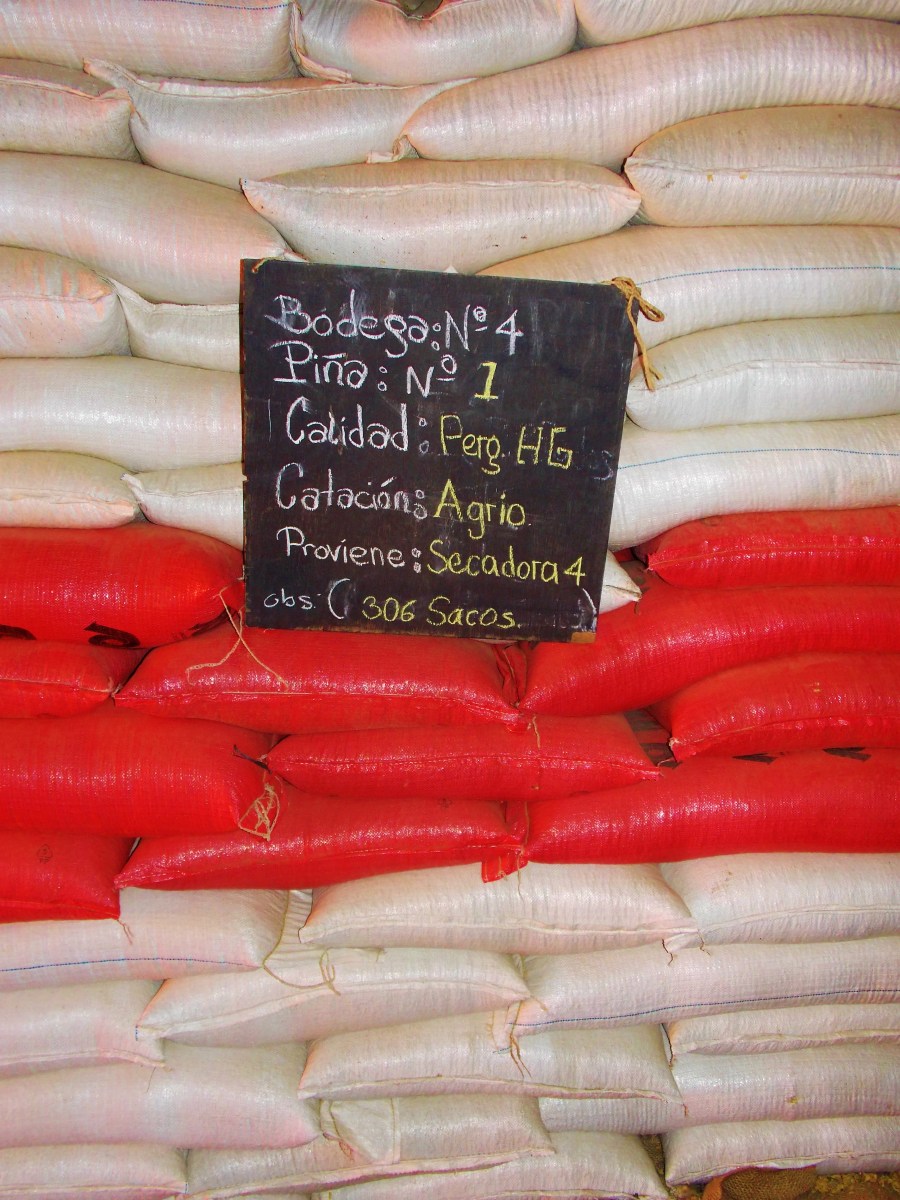 Bodega: Nº 4
Piña: Nº 1
Calidad: Perg. HG
Catación: Agrio.
Proviene: Secadora 4
obs: ( 306 Sacos. )